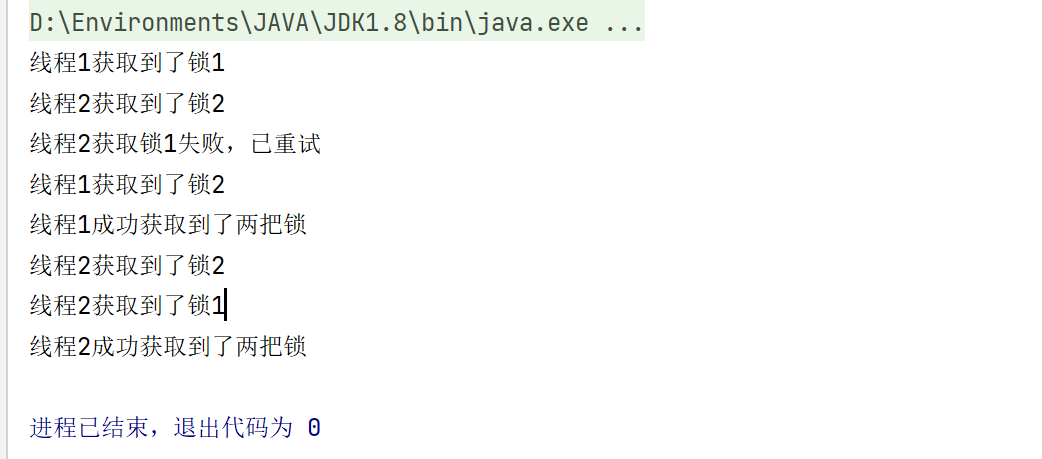 D:\Environments\JAVA\JDK1.8\bin\java.exe ...
线程1获取到了锁1
线程2获取到了锁2
线程2获取锁1失败，已重试
线程1获取到了锁2
线程1成功获取到了两把锁
线程2获取到了锁2
线程2获取到了锁1
线程2成功获取到了两把锁
进程已结束，退出代码为 0